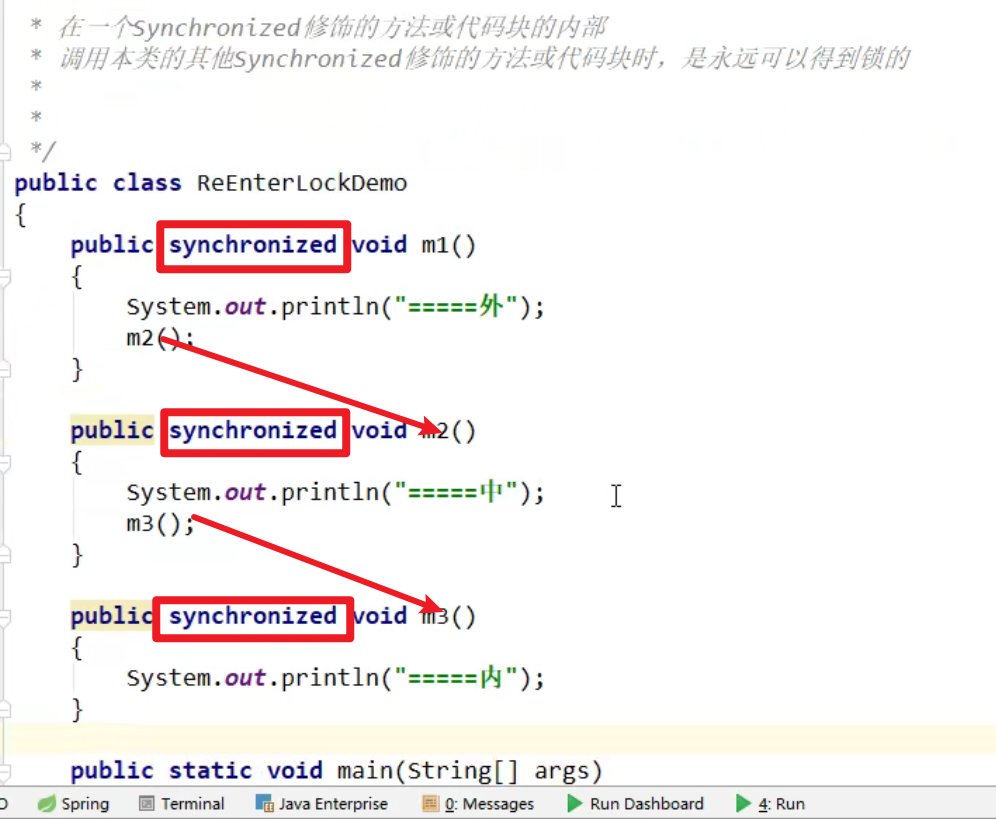 * 在一个Synchronized修饰的方法或代码块的内部
* 调用本类的其他Synchronized修饰的方法或代码块时，是永远可以得到锁的
*
*
*/
public class ReEnterLockDemo
{
public synchronized void m1()
{
System.out.println("=====外");
m2();
}
public synchronized void m2()
{
System.out.println("=====中");
m3();
}
public synchronized void m3()
{
System.out.println("=====内");
}
public static void main(String[] args)
Spring Terminal Java Enterprise 0: Messages Run Dashboard 4: Run